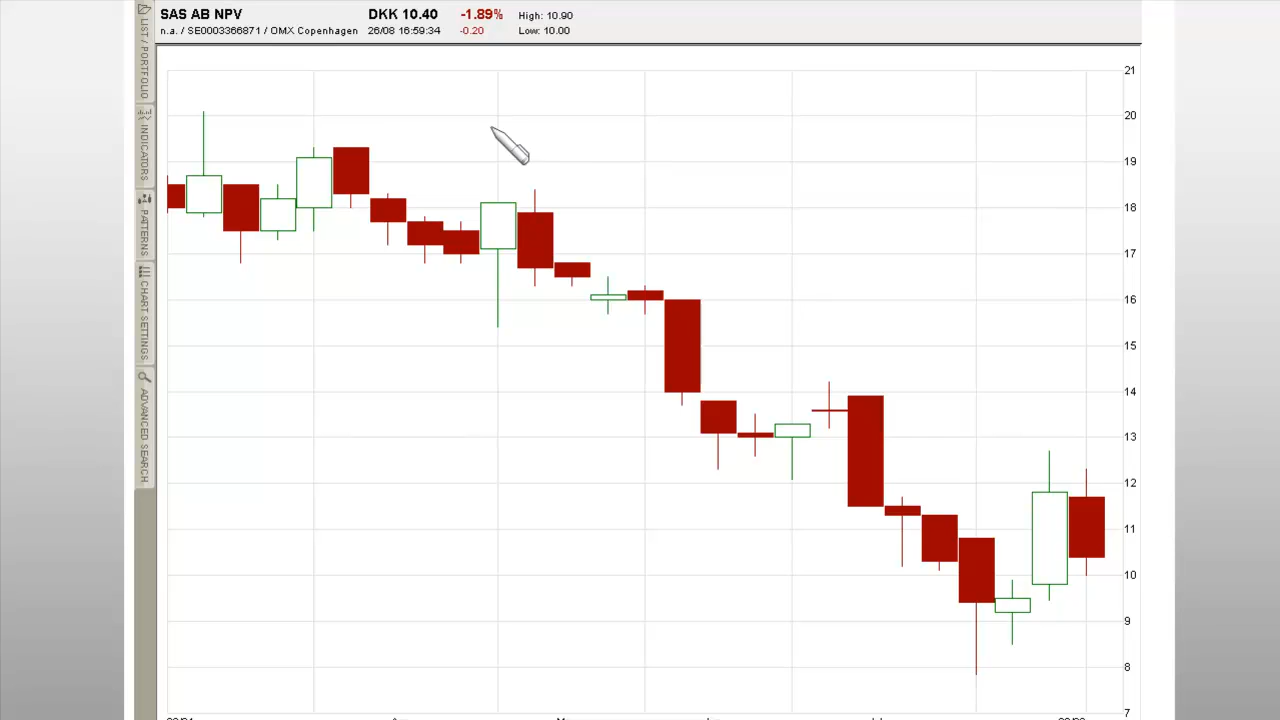 SAS AB NPV DKK 10.40 -1.89% High: 10.90
n.a. / SE0003366871 / OMX Copenhagen 26/08 16:59:34 -0.20 Low: 10.00
LIST / PORTFOLIO
INDICATORS
PATTERNS
CHART SETTINGS
ADVANCED SEARCH
21
20
19
18
17
16
15
14
13
12
11
10
9
8
7